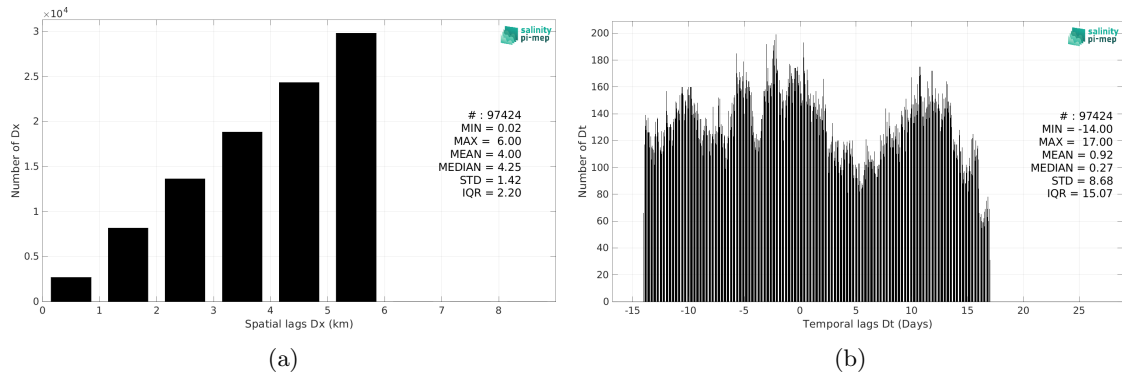 ×10⁴
3
2.5
2
1.5
1
0.5
0
Number of Dx
0 1 2 3 4 5 6 7 8
Spatial lags Dx (km)
salinity
pi-mep
# : 97424
MIN = 0.02
MAX = 6.00
MEAN = 4.00
MEDIAN = 4.25
STD = 1.42
IQR = 2.20
(a)
200
180
160
140
120
100
80
60
40
20
0
Number of Dt
-15 -10 -5 0 5 10 15 20 25
Temporal lags Dt (Days)
salinity
pi-mep
# : 97424
MIN = -14.00
MAX = 17.00
MEAN = 0.92
MEDIAN = 0.27
STD = 8.68
IQR = 15.07
(b)